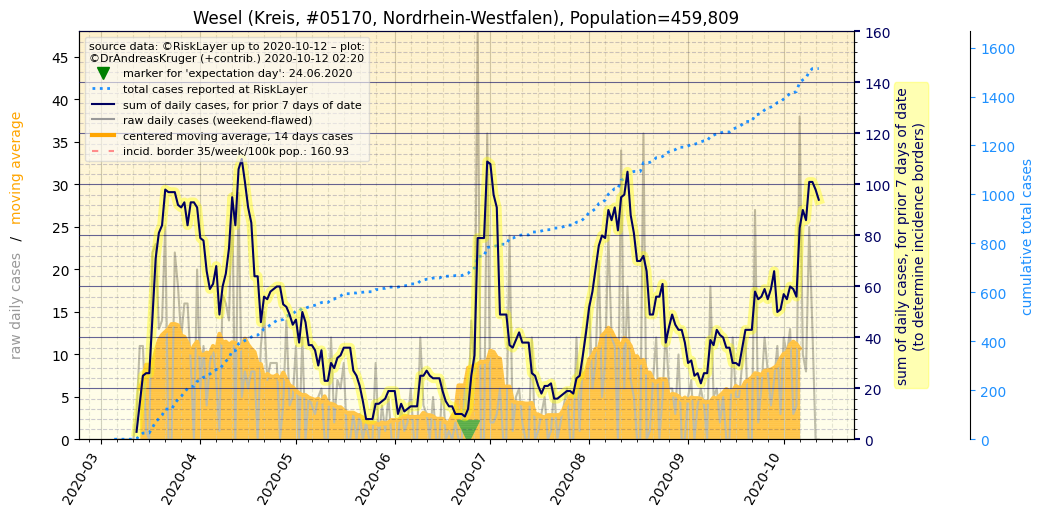 Wesel (Kreis, #05170, Nordrhein-Westfalen), Population=459,809
source data: ©RiskLayer up to 2020-10-12 – plot:
©DrAndreasKruger (+contrib.) 2020-10-12 02:20
marker for 'expectation day': 24.06.2020
total cases reported at RiskLayer
sum of daily cases, for prior 7 days of date
raw daily cases (weekend-flawed)
centered moving average, 14 days cases
incid. border 35/week/100k pop.: 160.93
raw daily cases / moving average
45
40
35
30
25
20
15
10
5
0
2020-03
2020-04
2020-05
2020-06
2020-07
2020-08
2020-09
2020-10
160
140
120
100
80
60
40
20
0
sum of daily cases, for prior 7 days of date
(to determine incidence borders)
1600
1400
1200
1000
800
600
400
200
0
cumulative total cases